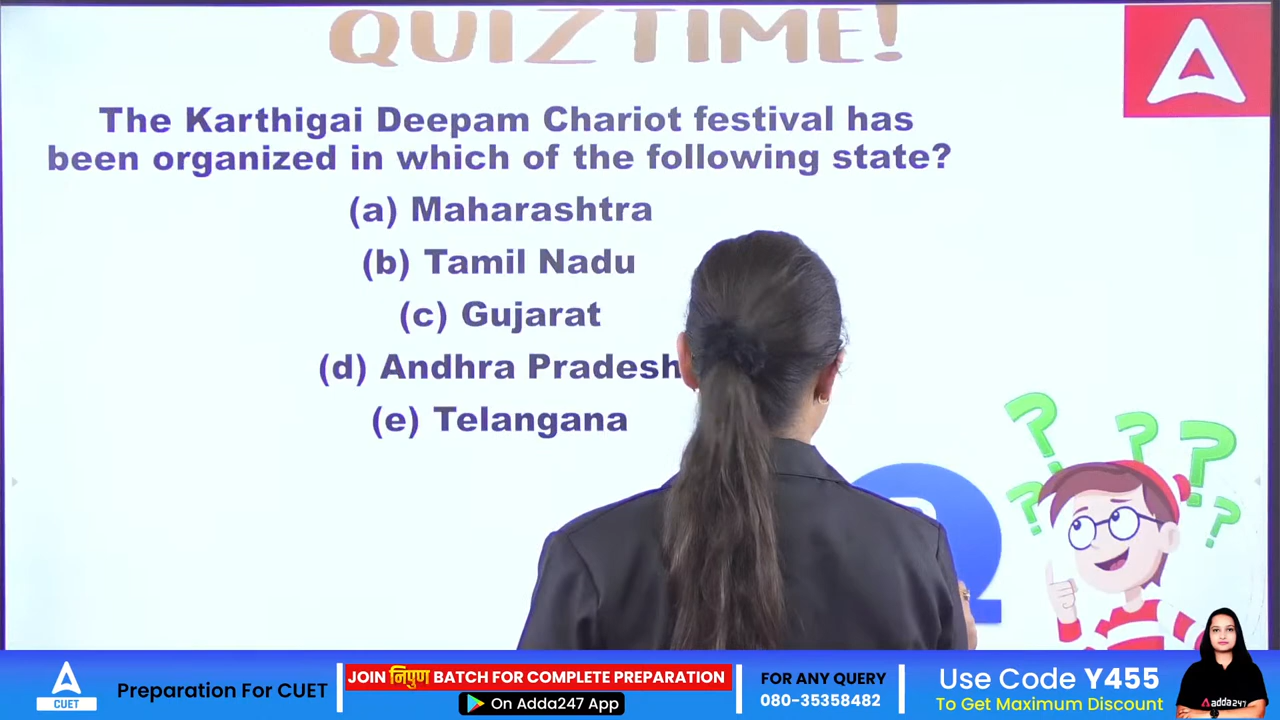 QUIZTIME!
The Karthigai Deepam Chariot festival has
been organized in which of the following state?
(a) Maharashtra
(b) Tamil Nadu
(c) Gujarat
(d) Andhra Pradesh
(e) Telangana
CUET
Preparation For CUET
JOIN निपुण BATCH FOR COMPLETE PREPARATION
On Adda247 App
FOR ANY QUERY
080-35358482
Use Code Y455
To Get Maximum Discount
adda247